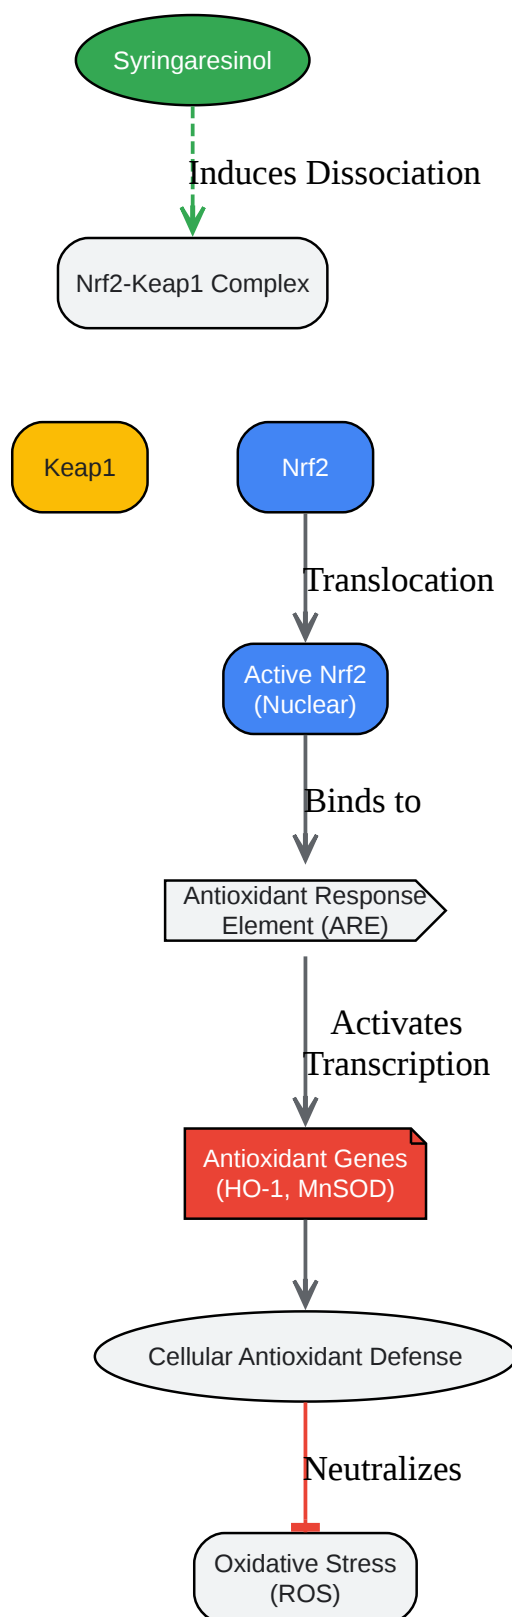 Syringaresinol
Induces Dissociation
Nrf2-Keap1 Complex
Keap1
Nrf2
Translocation
Active Nrf2
(Nuclear)
Binds to
Antioxidant Response
Element (ARE)
Activates
Transcription
Antioxidant Genes
(HO-1, MnSOD)
Cellular Antioxidant Defense
Neutralizes
Oxidative Stress
(ROS)